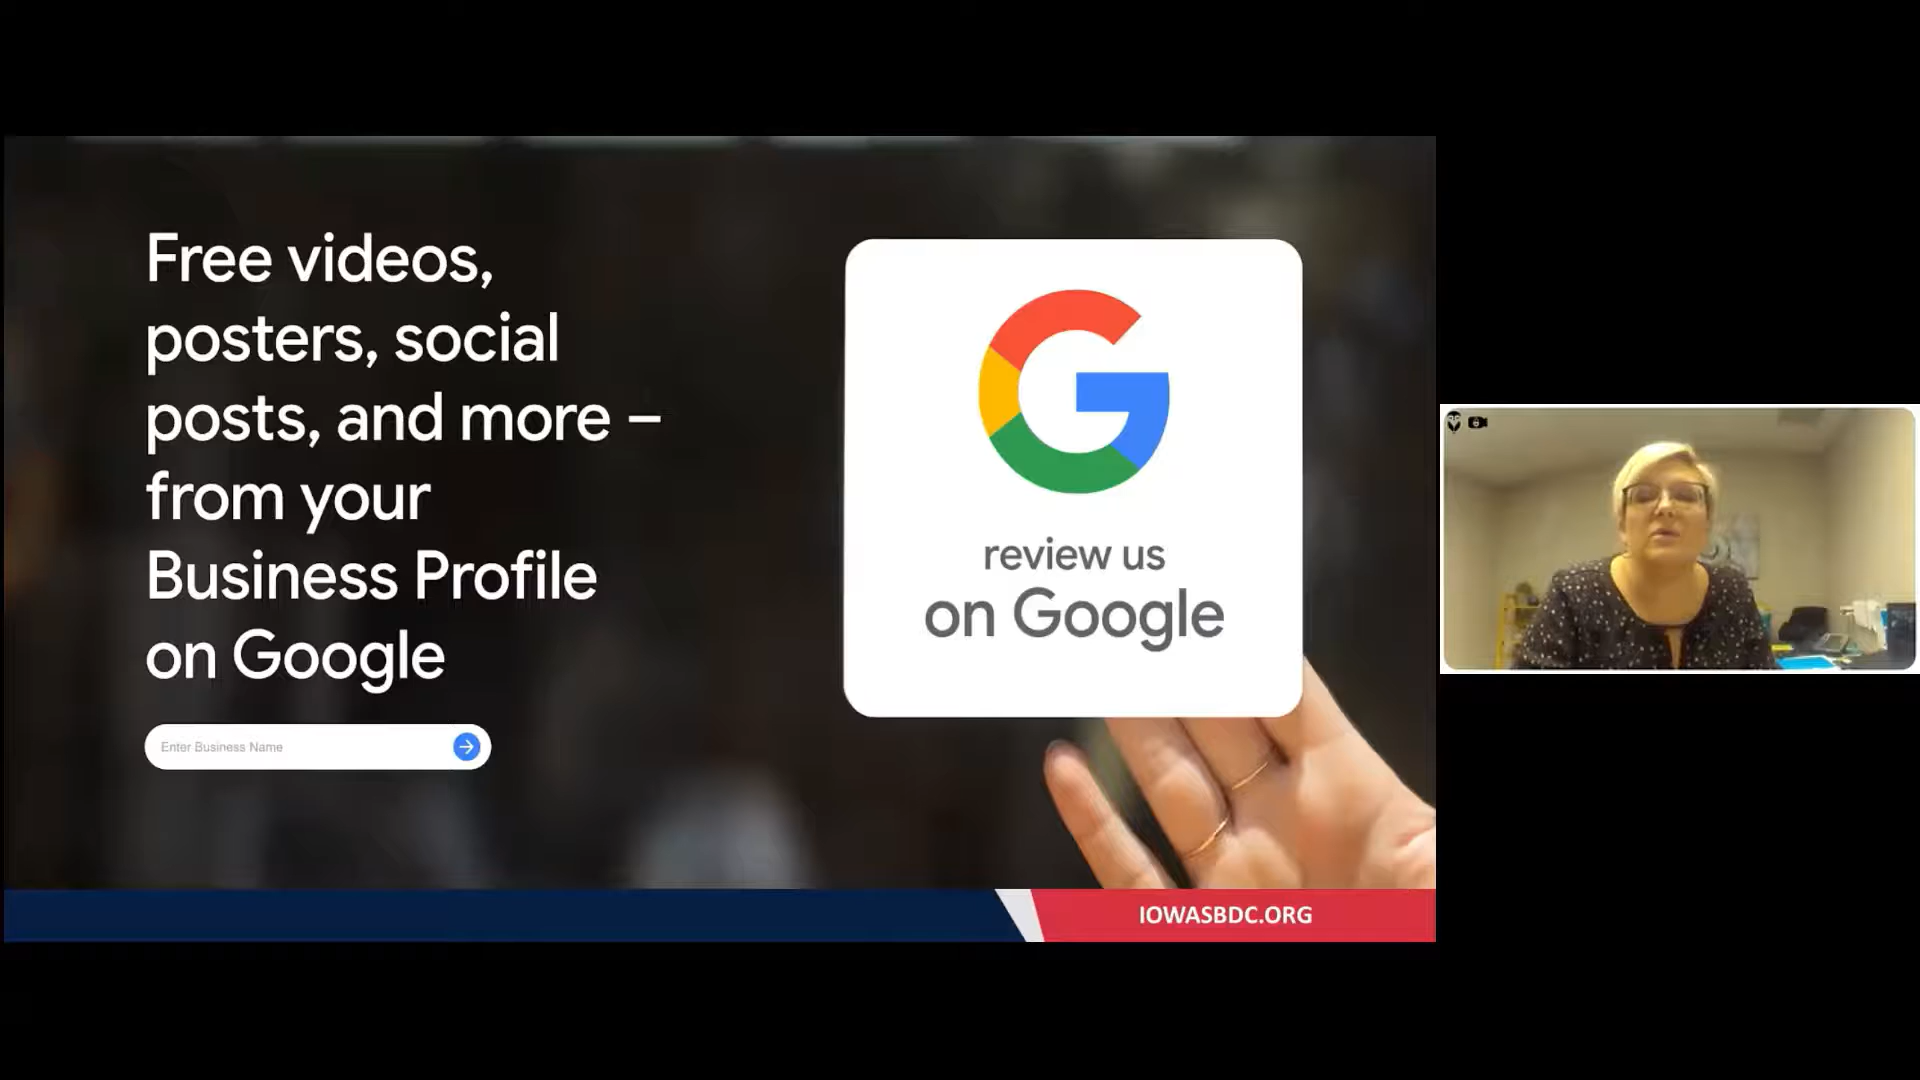 Free videos,
posters, social
posts, and more –
from your
Business Profile
on Google
Enter Business Name
review us
on Google
IOWASBDC.ORG